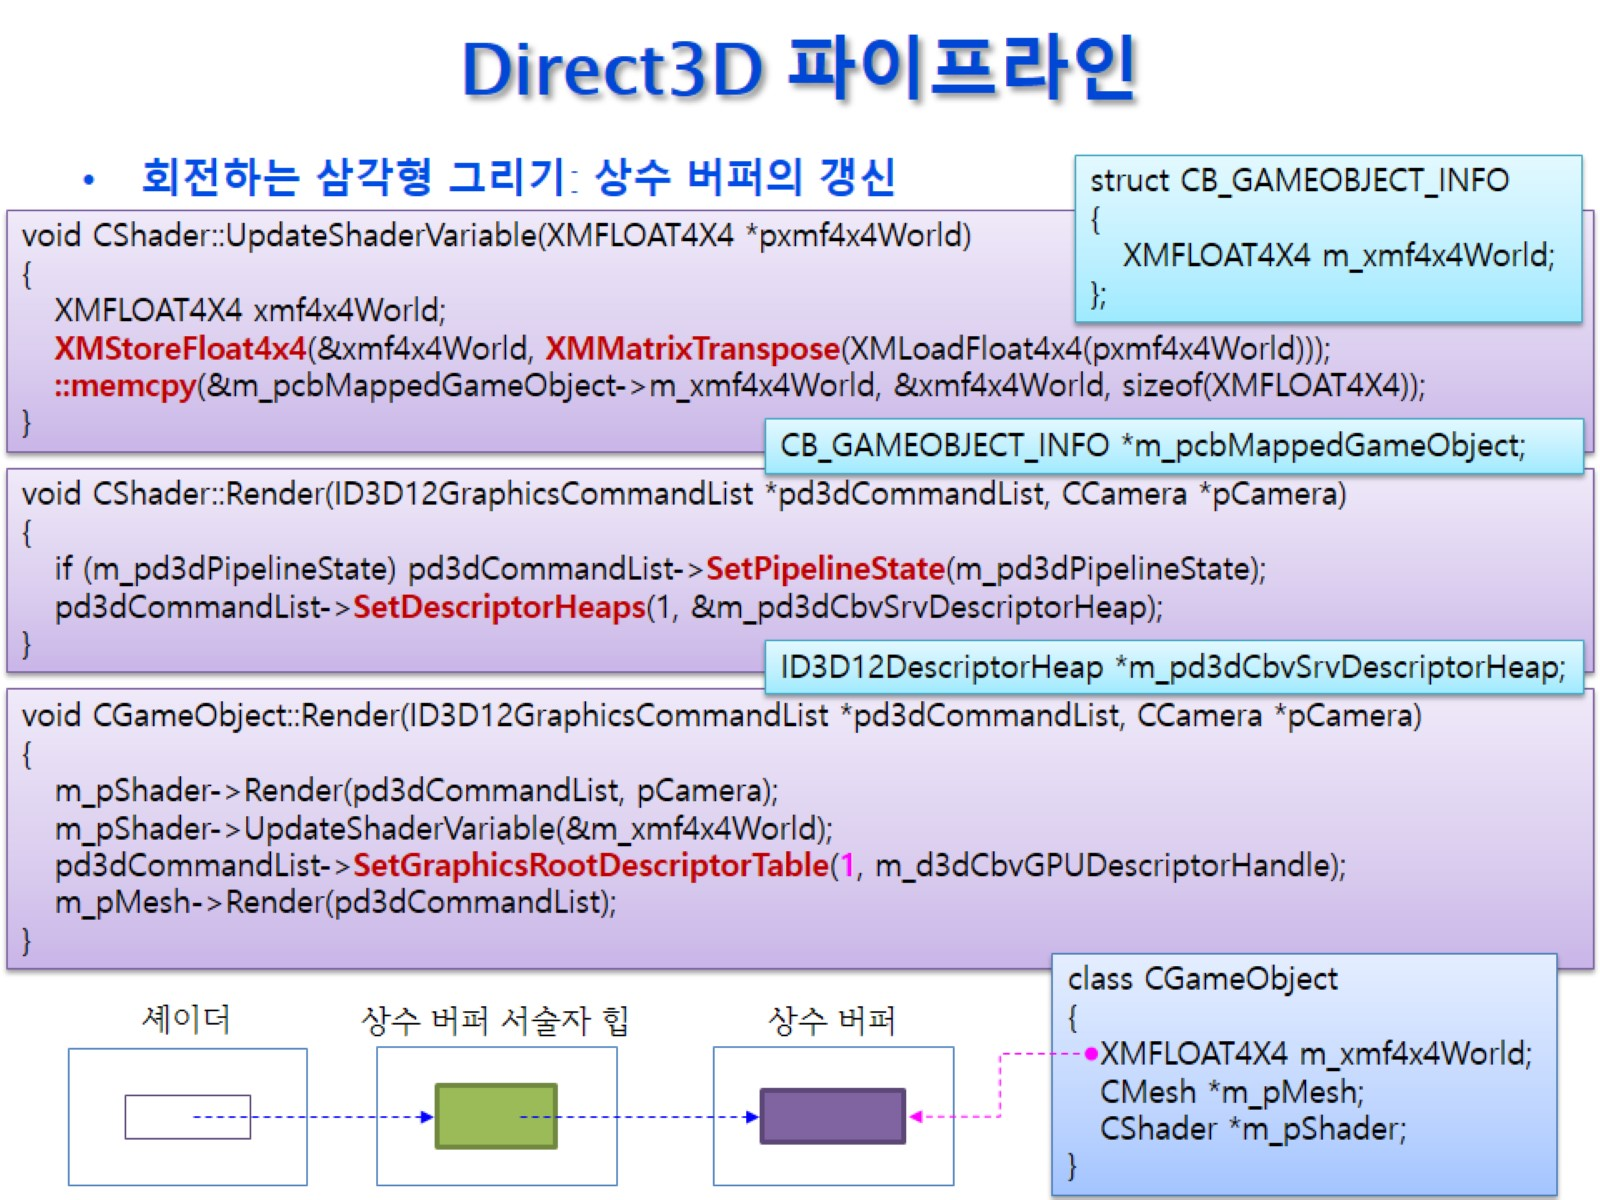 Direct3D 파이프라인
• 회전하는 삼각형 그리기: 상수 버퍼의 갱신
struct CB_GAMEOBJECT_INFO
{
XMFLOAT4X4 m_xmf4x4World;
};
void CShader::UpdateShaderVariable(XMFLOAT4X4 *pxmf4x4World)
{
XMFLOAT4X4 xmf4x4World;
XMStoreFloat4x4(&xmf4x4World, XMMatrixTranspose(XMLoadFloat4x4(pxmf4x4World)));
::memcpy(&m_pcbMappedGameObject->m_xmf4x4World, &xmf4x4World, sizeof(XMFLOAT4X4));
}
CB_GAMEOBJECT_INFO *m_pcbMappedGameObject;
void CShader::Render(ID3D12GraphicsCommandList *pd3dCommandList, CCamera *pCamera)
{
if (m_pd3dPipelineState) pd3dCommandList->SetPipelineState(m_pd3dPipelineState);
pd3dCommandList->SetDescriptorHeaps(1, &m_pd3dCbvSrvDescriptorHeap);
}
ID3D12DescriptorHeap *m_pd3dCbvSrvDescriptorHeap;
void CGameObject::Render(ID3D12GraphicsCommandList *pd3dCommandList, CCamera *pCamera)
{
m_pShader->Render(pd3dCommandList, pCamera);
m_pShader->UpdateShaderVariable(&m_xmf4x4World);
pd3dCommandList->SetGraphicsRootDescriptorTable(1, m_d3dCbvGPUDescriptorHandle);
m_pMesh->Render(pd3dCommandList);
}
셰이더
상수 버퍼 서술자 힙
상수 버퍼
class CGameObject
{
XMFLOAT4X4 m_xmf4x4World;
CMesh *m_pMesh;
CShader *m_pShader;
}